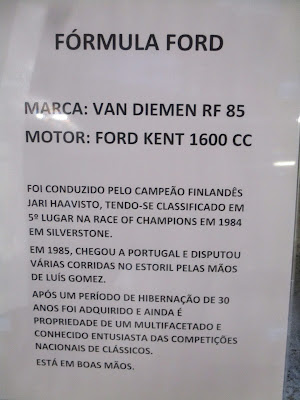 FÓRMULA FORD
MARCA: VAN DIEMEN RF 85
MOTOR: FORD KENT 1600 CC
FOI CONDUZIDO PELO CAMPEÃO FINLANDÊS
JARI HAAVISTO, TENDO-SE CLASSIFICADO EM
5º LUGAR NA RACE OF CHAMPIONS EM 1984
EM SILVERSTONE.
EM 1985, CHEGOU A PORTUGAL E DISPUTOU
VÁRIAS CORRIDAS NO ESTORIL PELAS MÃOS
DE LUÍS GOMEZ.
APÓS UM PERÍODO DE HIBERNAÇÃO DE 30
ANOS FOI ADQUIRIDO E AINDA É
PROPRIEDADE DE UM MULTIFACETADO E
CONHECIDO ENTUSIASTA DAS COMPETIÇÕES
NACIONAIS DE CLÁSSICOS.
ESTÁ EM BOAS MÃOS.